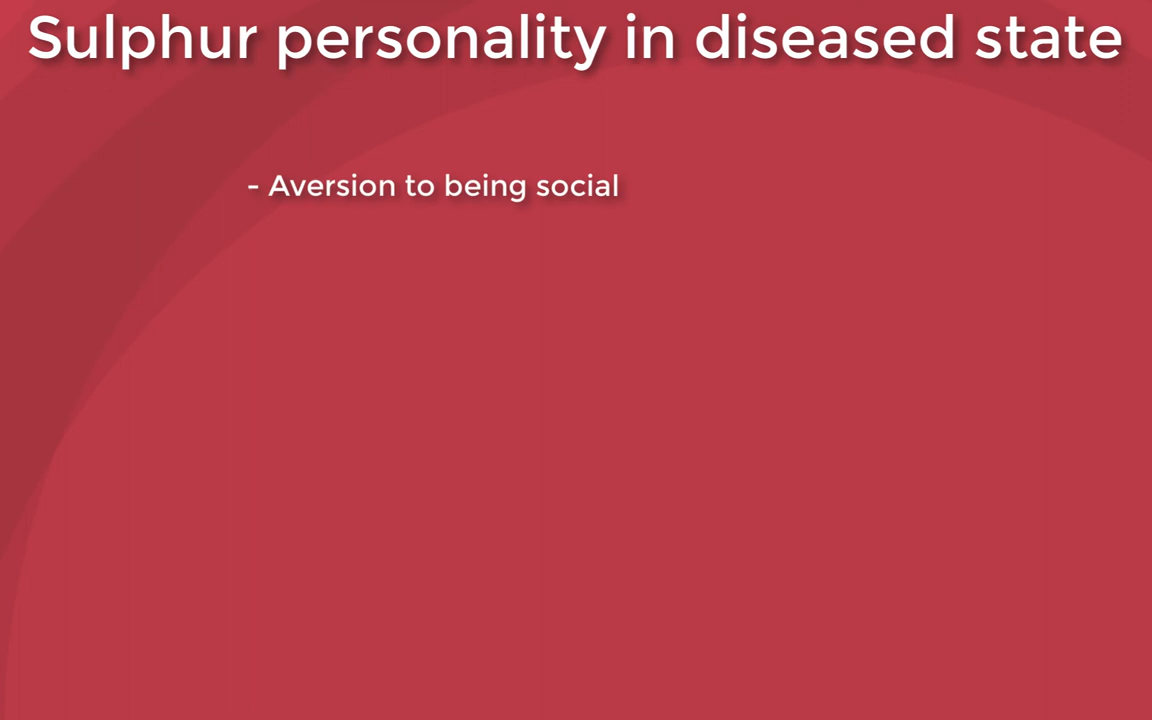 Sulphur personality in diseased state
- Aversion to being social